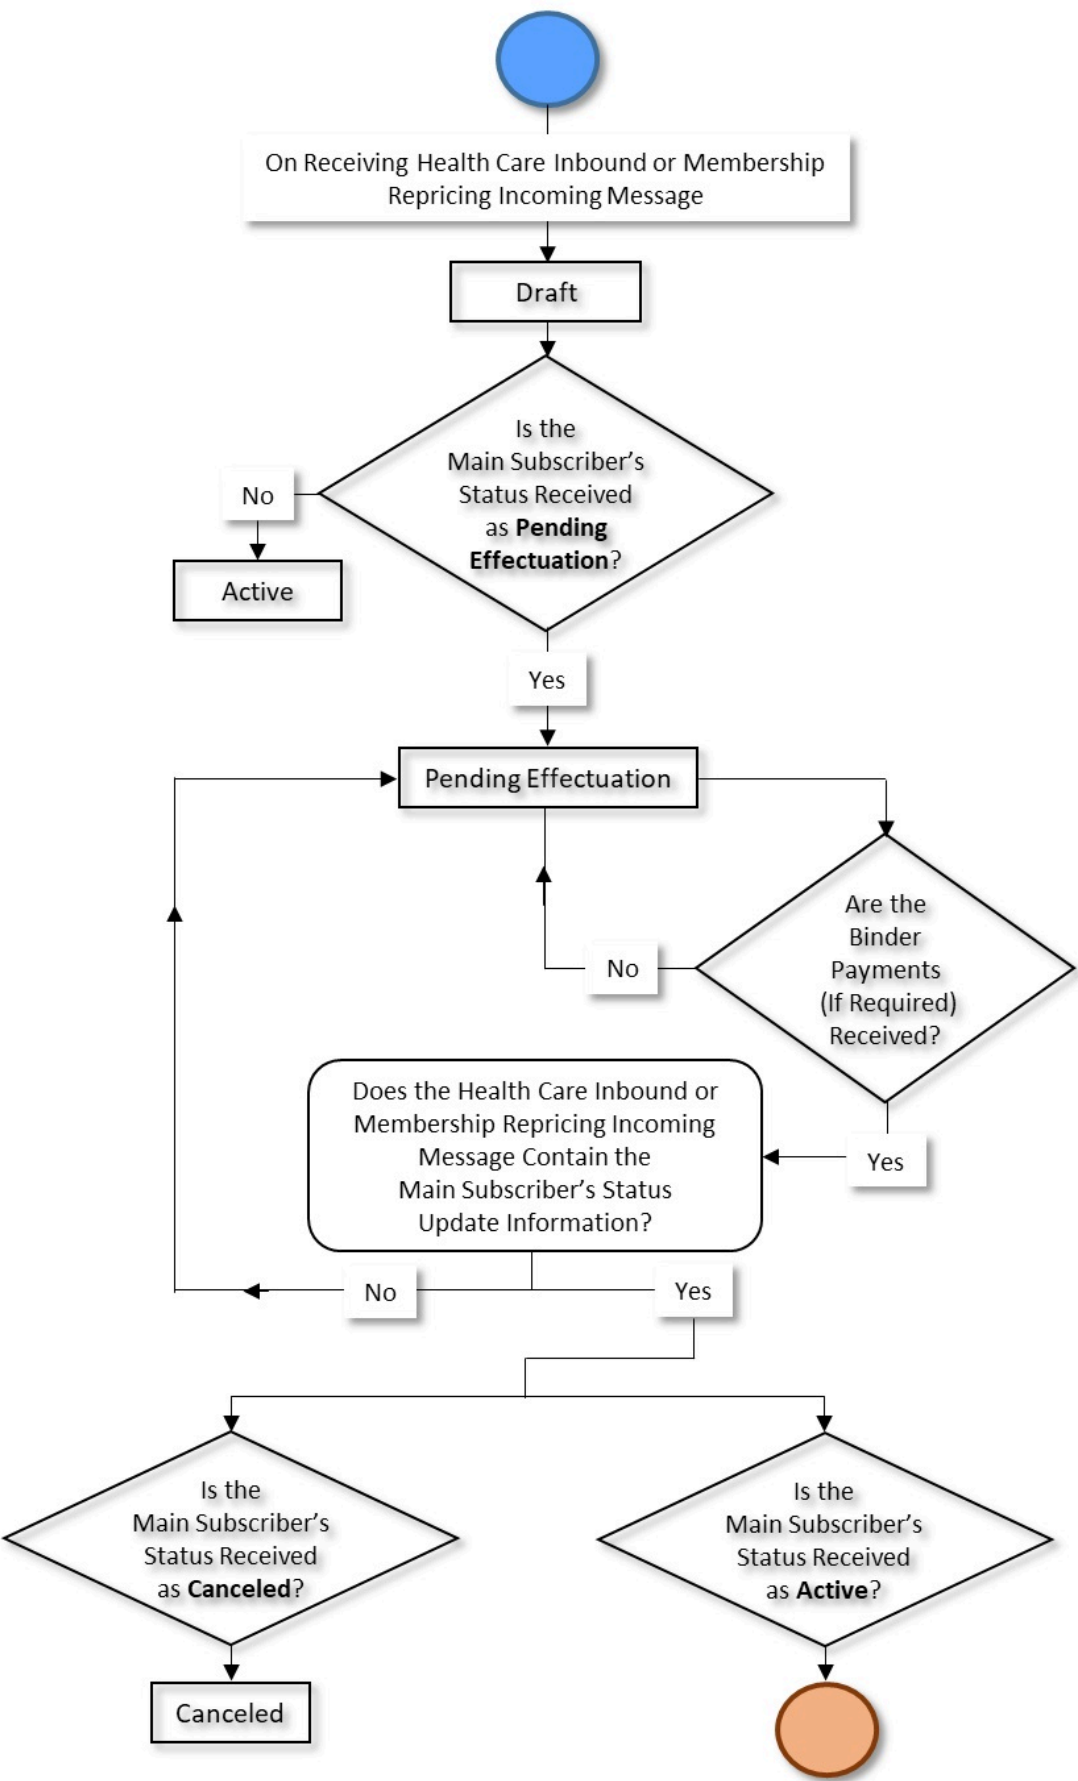 On Receiving Health Care Inbound or Membership
Repricing Incoming Message
Draft
Is the
Main Subscriber’s
Status Received
as Pending
Effectuation?
No
Active
Yes
Pending Effectuation
Are the
Binder
Payments
(If Required)
Received?
No
Yes
Does the Health Care Inbound or
Membership Repricing Incoming
Message Contain the
Main Subscriber’s Status
Update Information?
No
Yes
Is the
Main Subscriber’s
Status Received
as Canceled?
Is the
Main Subscriber’s
Status Received
as Active?
Canceled